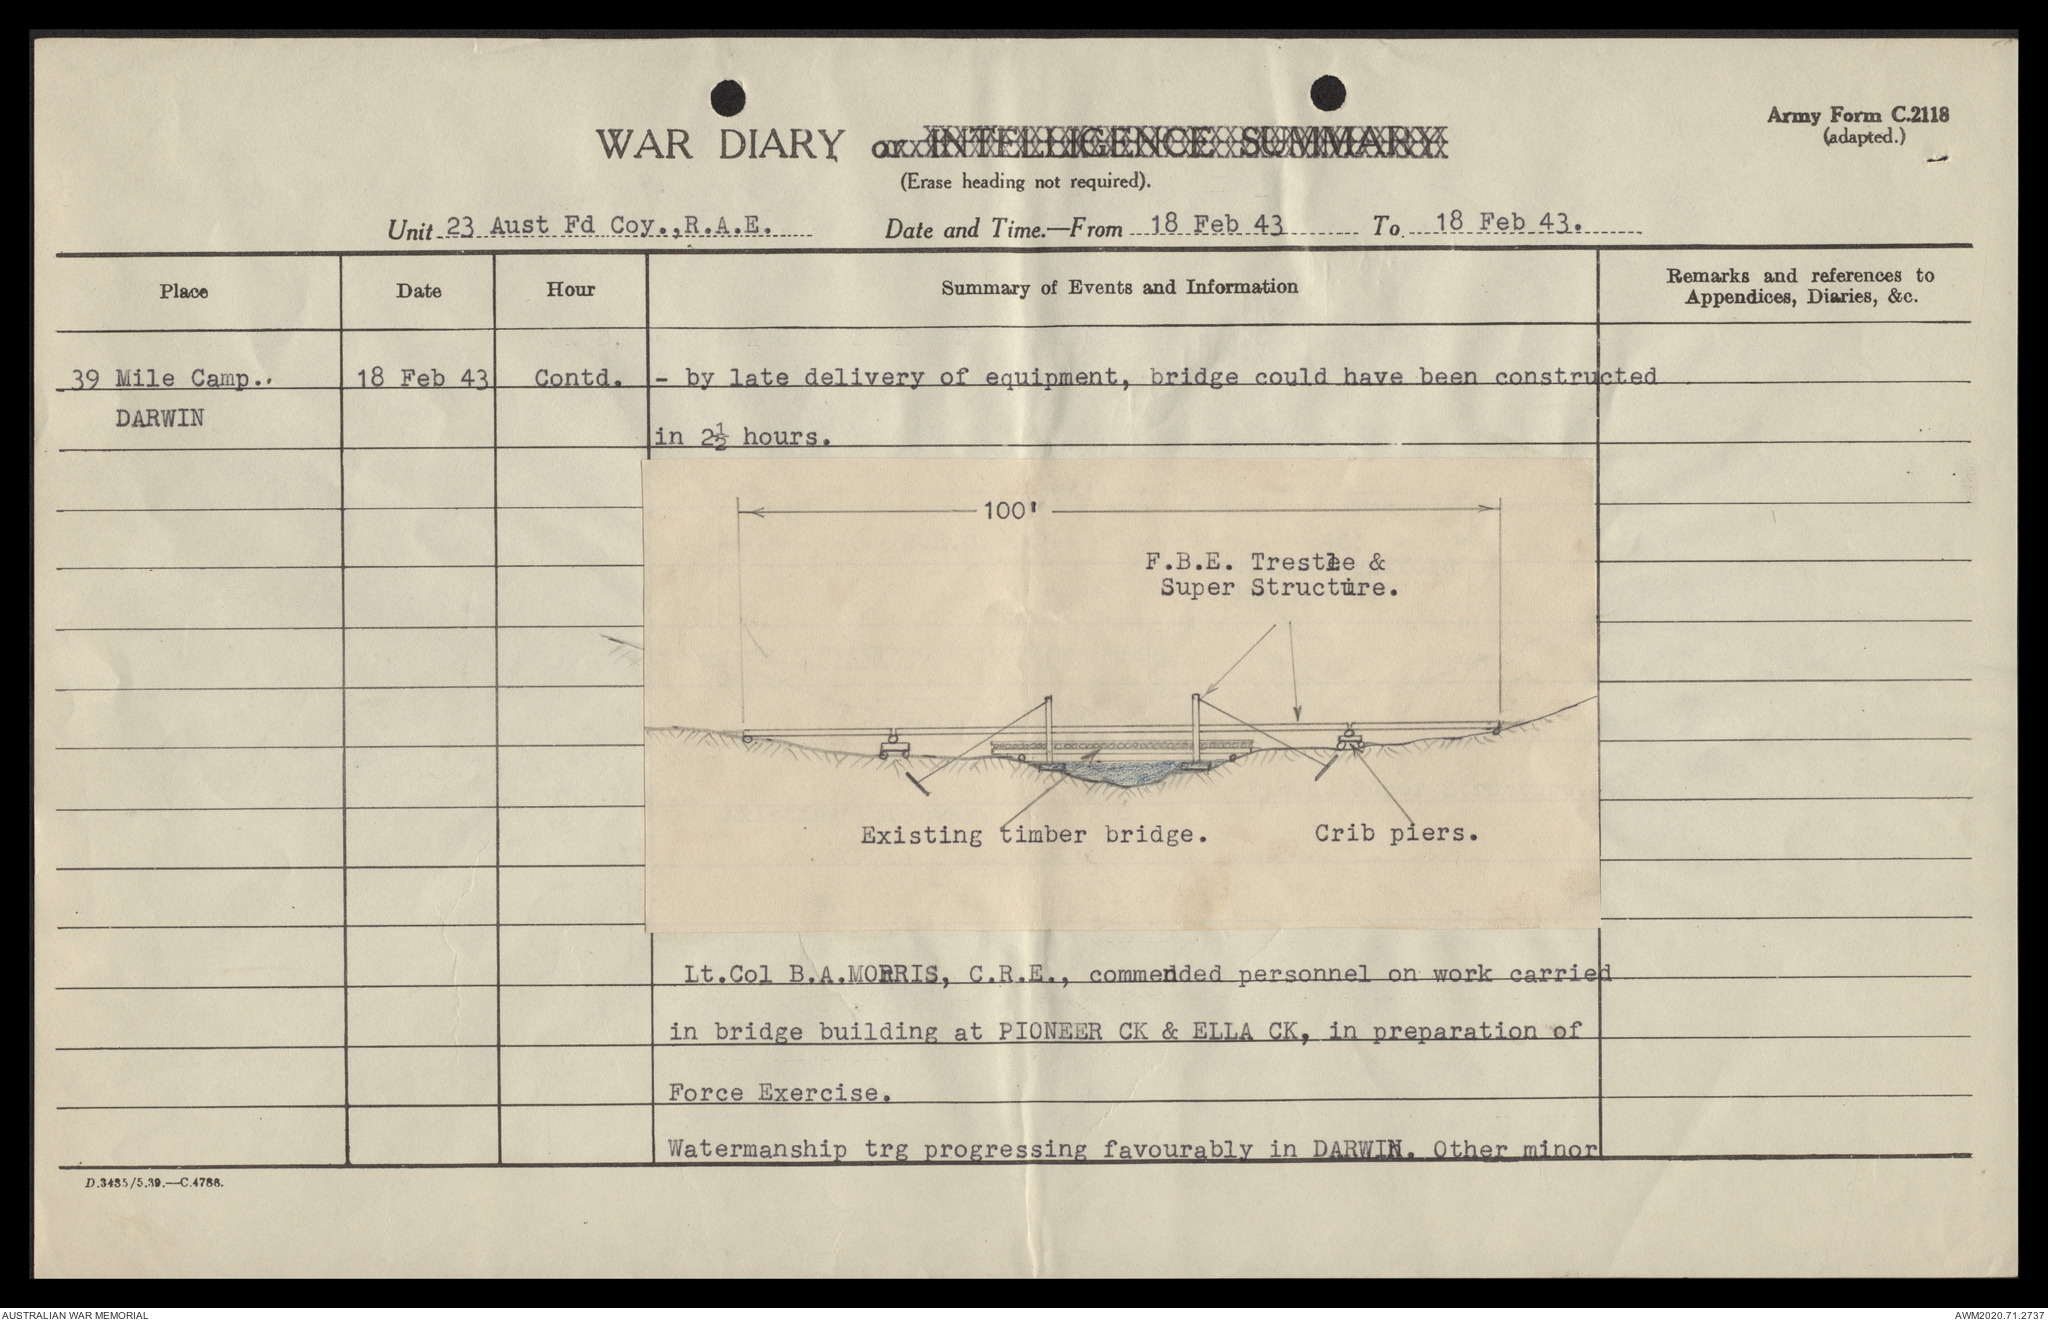 Army Form C.2118
(adapted.)
WAR DIARY or INTELLIGENCE SUMMARY
(Erase heading not required).
Unit 23 Aust Fd Coy.,R.A.E. Date and Time.—From 18 Feb 43 To 18 Feb 43.
Place Date Hour Summary of Events and Information Remarks and references to
Appendices, Diaries, &c.
39 Mile Camp.. 18 Feb 43 Contd. - by late delivery of equipment, bridge could have been constructed
DARWIN
in 2½ hours.
100'
F.B.E. Trestle &
Super Structure.
Existing timber bridge. Crib piers.
Lt.Col B.A.MORRIS, C.R.E., commended personnel on work carried
in bridge building at PIONEER CK & ELLA CK, in preparation of
Force Exercise.
Watermanship trg progressing favourably in DARWIN. Other minor
D.3485/5.39.—C.4788.
AUSTRALIAN WAR MEMORIAL AWM2020.71.2737